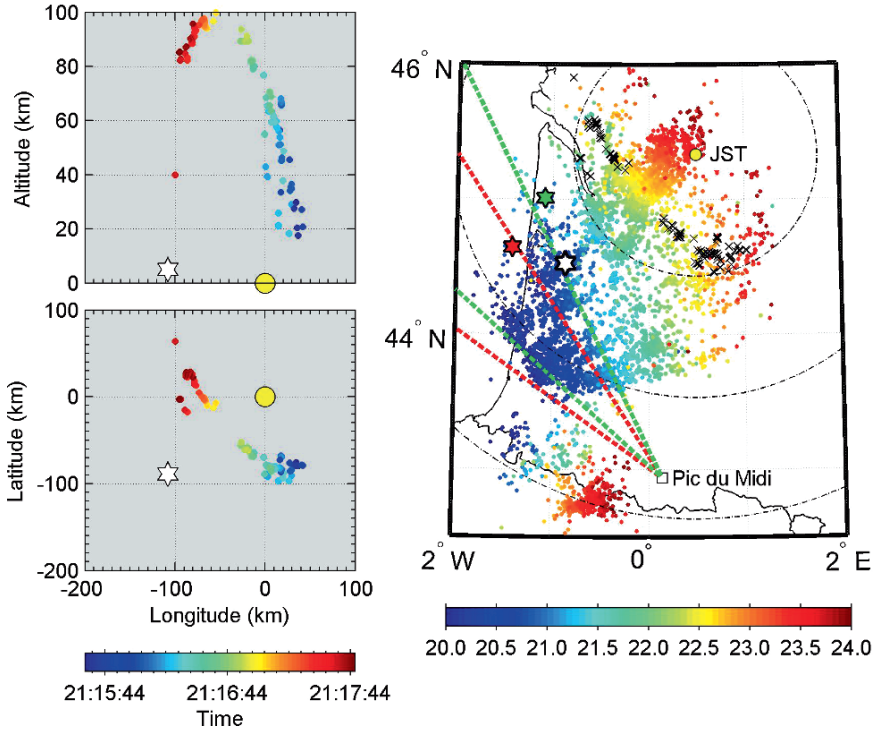 100
80
60
40
20
0
Altitude (km)
100
0
-100
-200
Latitude (km)
-200
-100
0
100
Longitude (km)
21:15:44
21:16:44
21:17:44
Time
46° N
44° N
JST
Pic du Midi
2° W
0°
2° E
20.0
20.5
21.0
21.5
22.0
22.5
23.0
23.5
24.0